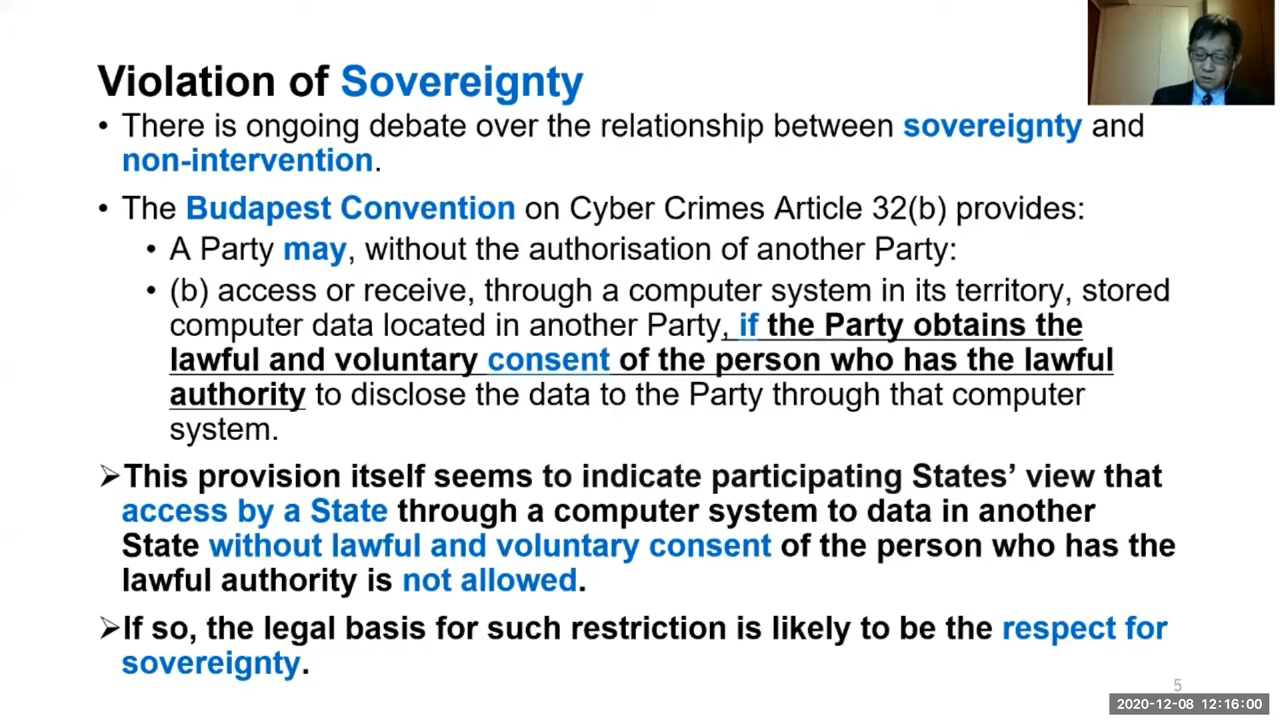 Violation of Sovereignty
• There is ongoing debate over the relationship between sovereignty and
non-intervention.
• The Budapest Convention on Cyber Crimes Article 32(b) provides:
• A Party may, without the authorisation of another Party:
• (b) access or receive, through a computer system in its territory, stored
computer data located in another Party, if the Party obtains the
lawful and voluntary consent of the person who has the lawful
authority to disclose the data to the Party through that computer
system.
➢This provision itself seems to indicate participating States’ view that
access by a State through a computer system to data in another
State without lawful and voluntary consent of the person who has the
lawful authority is not allowed.
➢If so, the legal basis for such restriction is likely to be the respect for
sovereignty.
5
2020-12-08 12:16:00